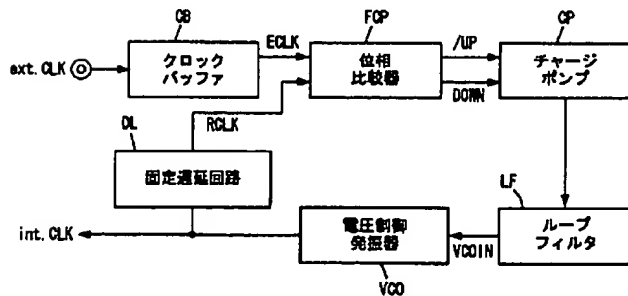 CB
FCP
CP
ext.CLK
クロック
バッファ
ECLK
位相
比較器
/UP
DOWN
チャージ
ポンプ
DL
RCLK
固定遅延回路
LF
int.CLK
電圧制御
発振器
VCOIN
ループ
フィルタ
VCO